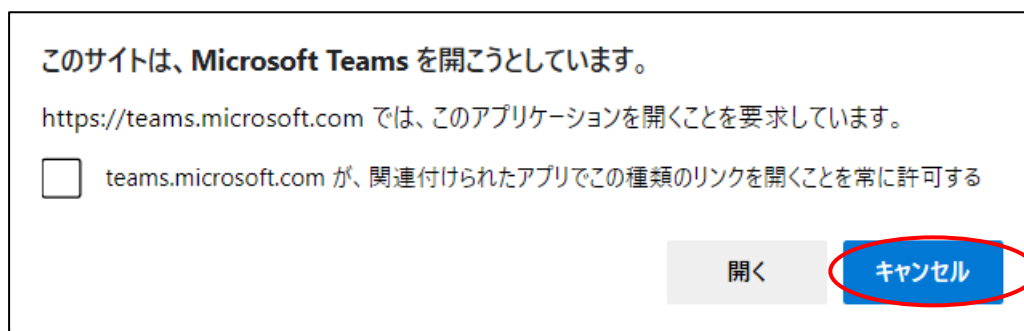 このサイトは、Microsoft Teams を開こうとしています。
https://teams.microsoft.com では、このアプリケーションを開くことを要求しています。
teams.microsoft.com が、関連付けられたアプリでこの種類のリンクを開くことを常に許可する
開く
キャンセル